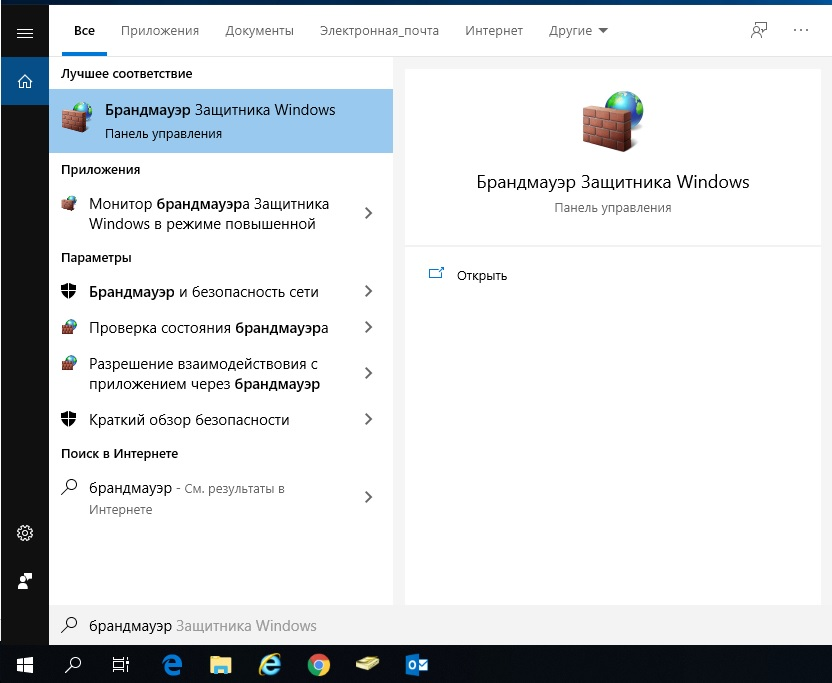 Все Приложения Документы Электронная_почта Интернет Другие
Лучшее соответствие
Брандмауэр Защитника Windows
Панель управления
Приложения
Монитор брандмауэра Защитника
Windows в режиме повышенной
Параметры
Брандмауэр и безопасность сети
Проверка состояния брандмауэра
Разрешение взаимодействовия с
приложением через брандмауэр
Краткий обзор безопасности
Поиск в Интернете
брандмауэр - См. результаты в
Интернете
Брандмауэр Защитника Windows
Панель управления
Открыть
брандмауэр Защитника Windows